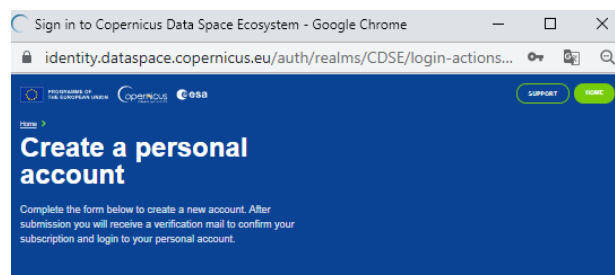 Sign in to Copernicus Data Space Ecosystem - Google Chrome
identity.dataspace.copernicus.eu/auth/realms/CDSE/login-actions...
PROGRAMME OF
THE EUROPEAN UNION
opernicus
esa
SUPPORT
HOME
Home >
Create a personal
account
Complete the form below to create a new account. After
submission you will receive a verification mail to confirm your
subscription and login to your personal account.